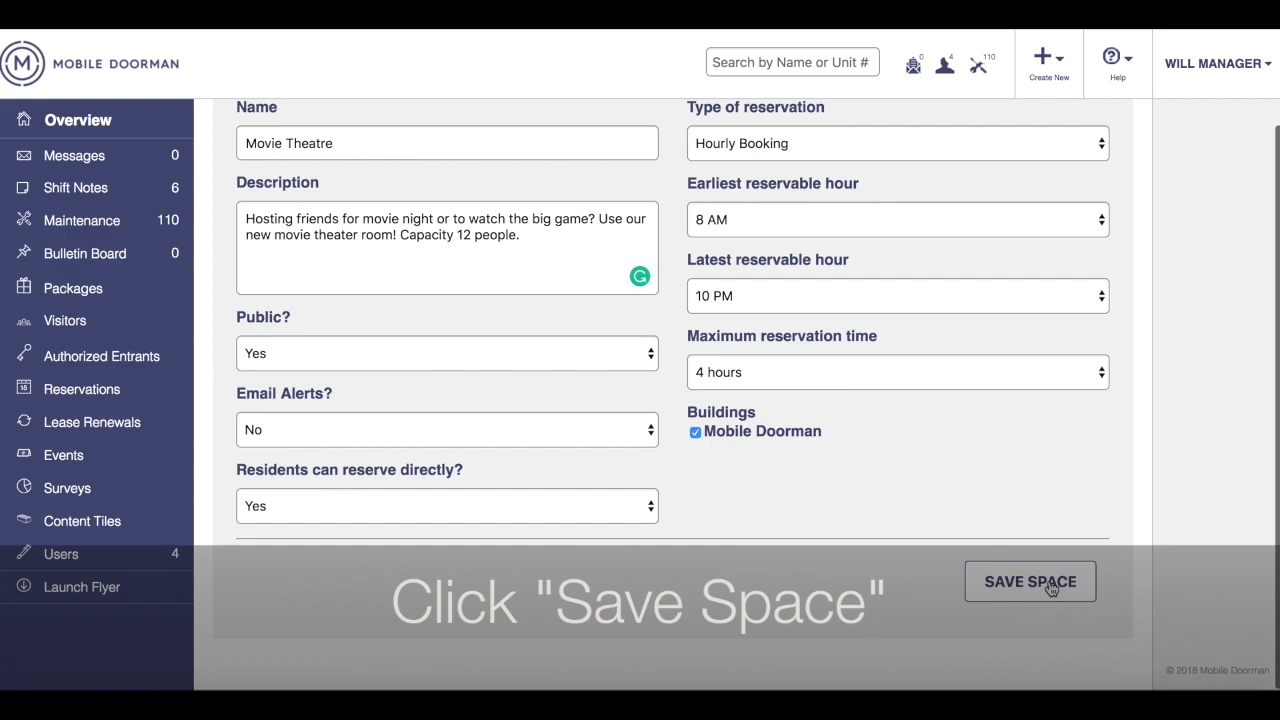 MOBILE DOORMAN
Search by Name or Unit #
0
4
110
Create New
Help
WILL MANAGER
Overview
Messages 0
Shift Notes 6
Maintenance 110
Bulletin Board 0
Packages
Visitors
Authorized Entrants
15
Reservations
Lease Renewals
Events
Surveys
Content Tiles
Users 4
Launch Flyer
Name
Movie Theatre
Description
Hosting friends for movie night or to watch the big game? Use our
new movie theater room! Capacity 12 people.
Public?
Yes
Email Alerts?
No
Residents can reserve directly?
Yes
Type of reservation
Hourly Booking
Earliest reservable hour
8 AM
Latest reservable hour
10 PM
Maximum reservation time
4 hours
Buildings
Mobile Doorman
SAVE SPACE
Click "Save Space"
© 2018 Mobile Doorman